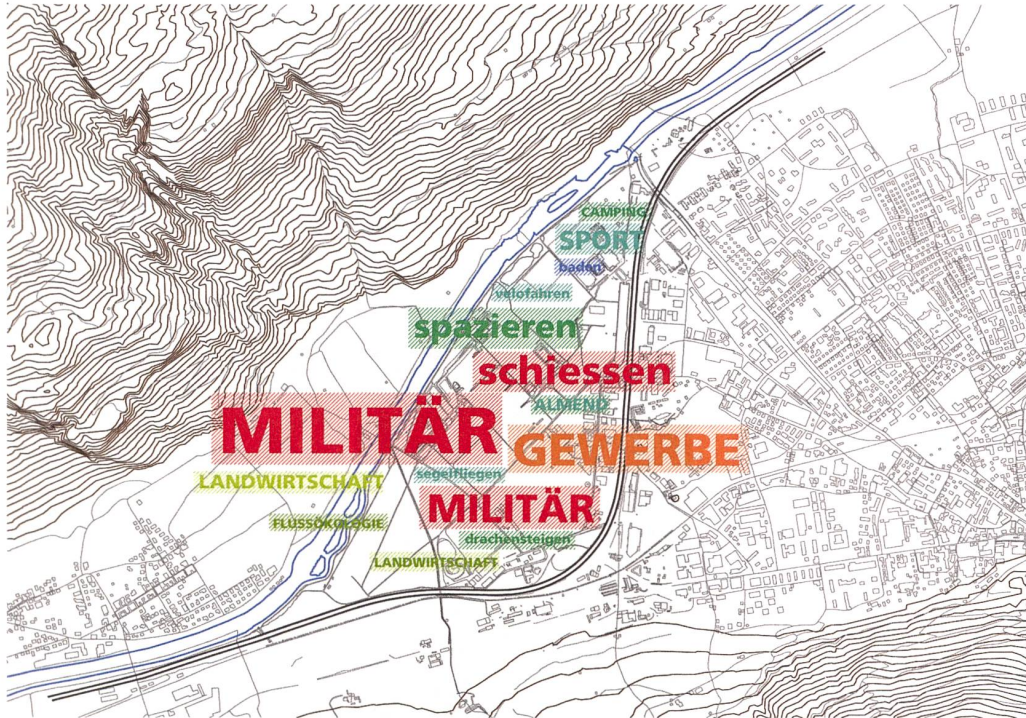 CAMPING
SPORT
baden
velofahren
spazieren
schiessen
ALMEND
MILITÄR
GEWERBE
segelfliegen
LANDWIRTSCHAFT
MILITÄR
FLUSSÖKOLOGIE
drachensteigen
LANDWIRTSCHAFT